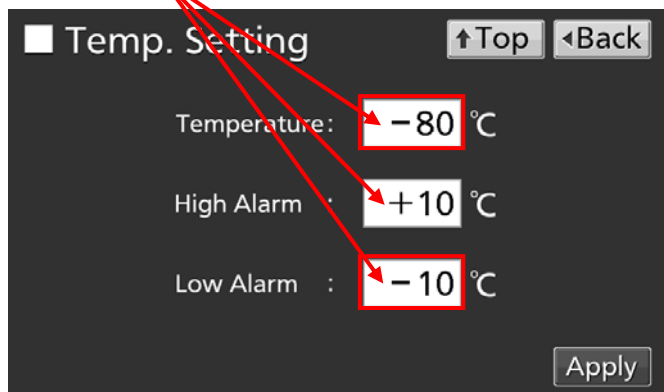 Temp. Setting
↑Top
◂Back
Temperature: −80 ℃
High Alarm : +10 ℃
Low Alarm : −10 ℃
Apply